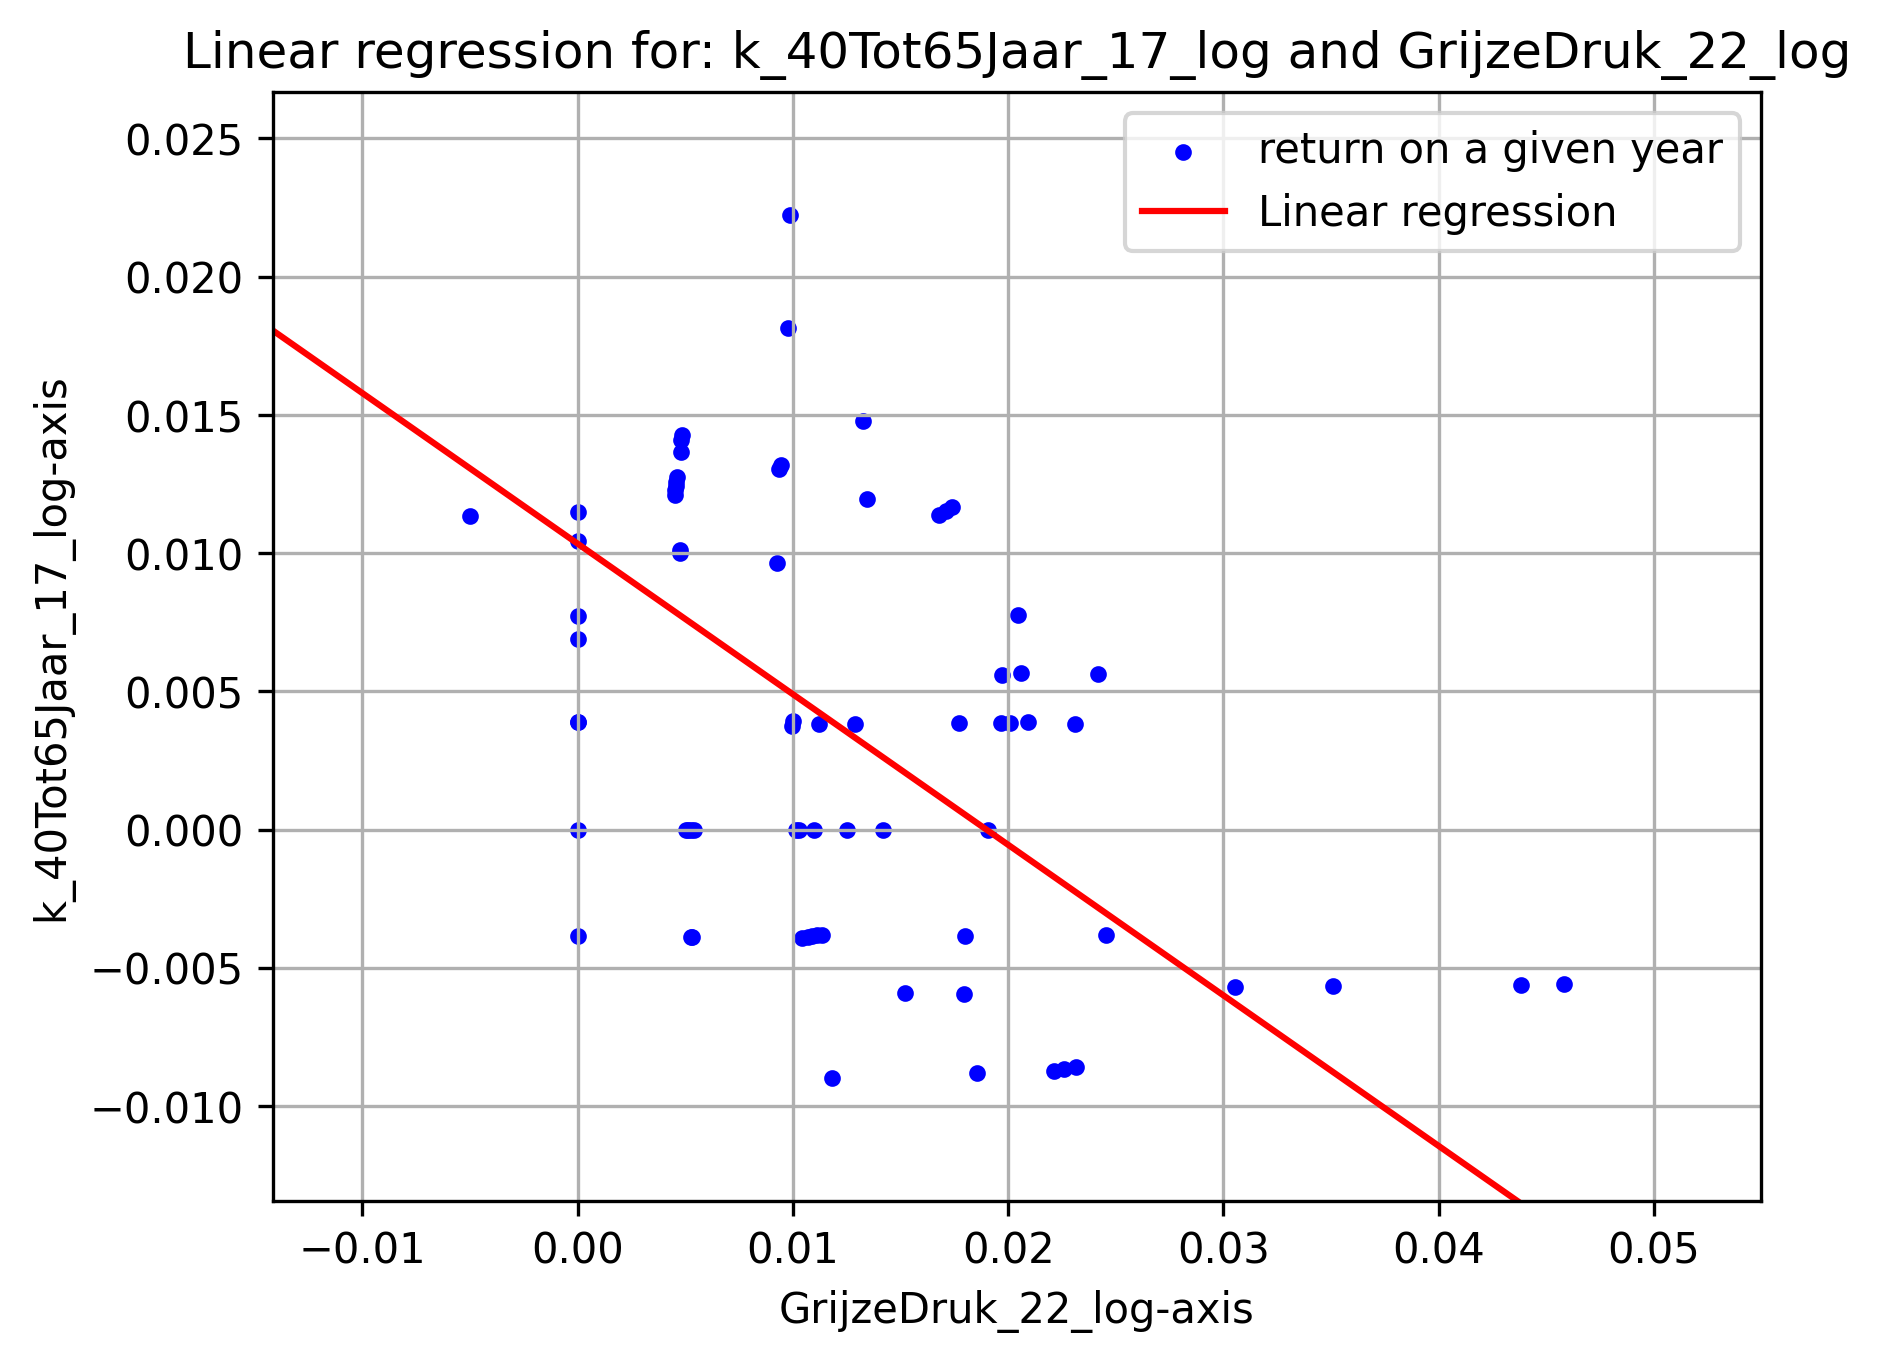 Linear regression for: k_40Tot65Jaar_17_log and GrijzeDruk_22_log
return on a given year
Linear regression
0.025
0.020
0.015
0.010
0.005
0.000
−0.005
−0.010
k_40Tot65Jaar_17_log-axis
−0.01 0.00 0.01 0.02 0.03 0.04 0.05
GrijzeDruk_22_log-axis